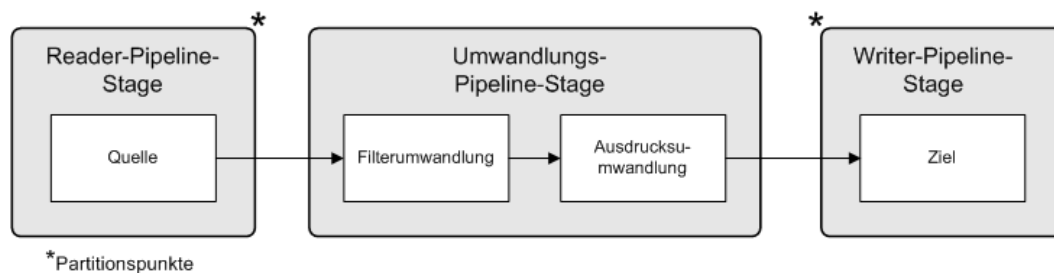 *
*
Reader-Pipeline-
Stage
Umwandlungs-
Pipeline-Stage
Writer-Pipeline-
Stage
Quelle
Filterumwandlung
Ausdrucksu-
mwandlung
Ziel
*Partitionspunkte